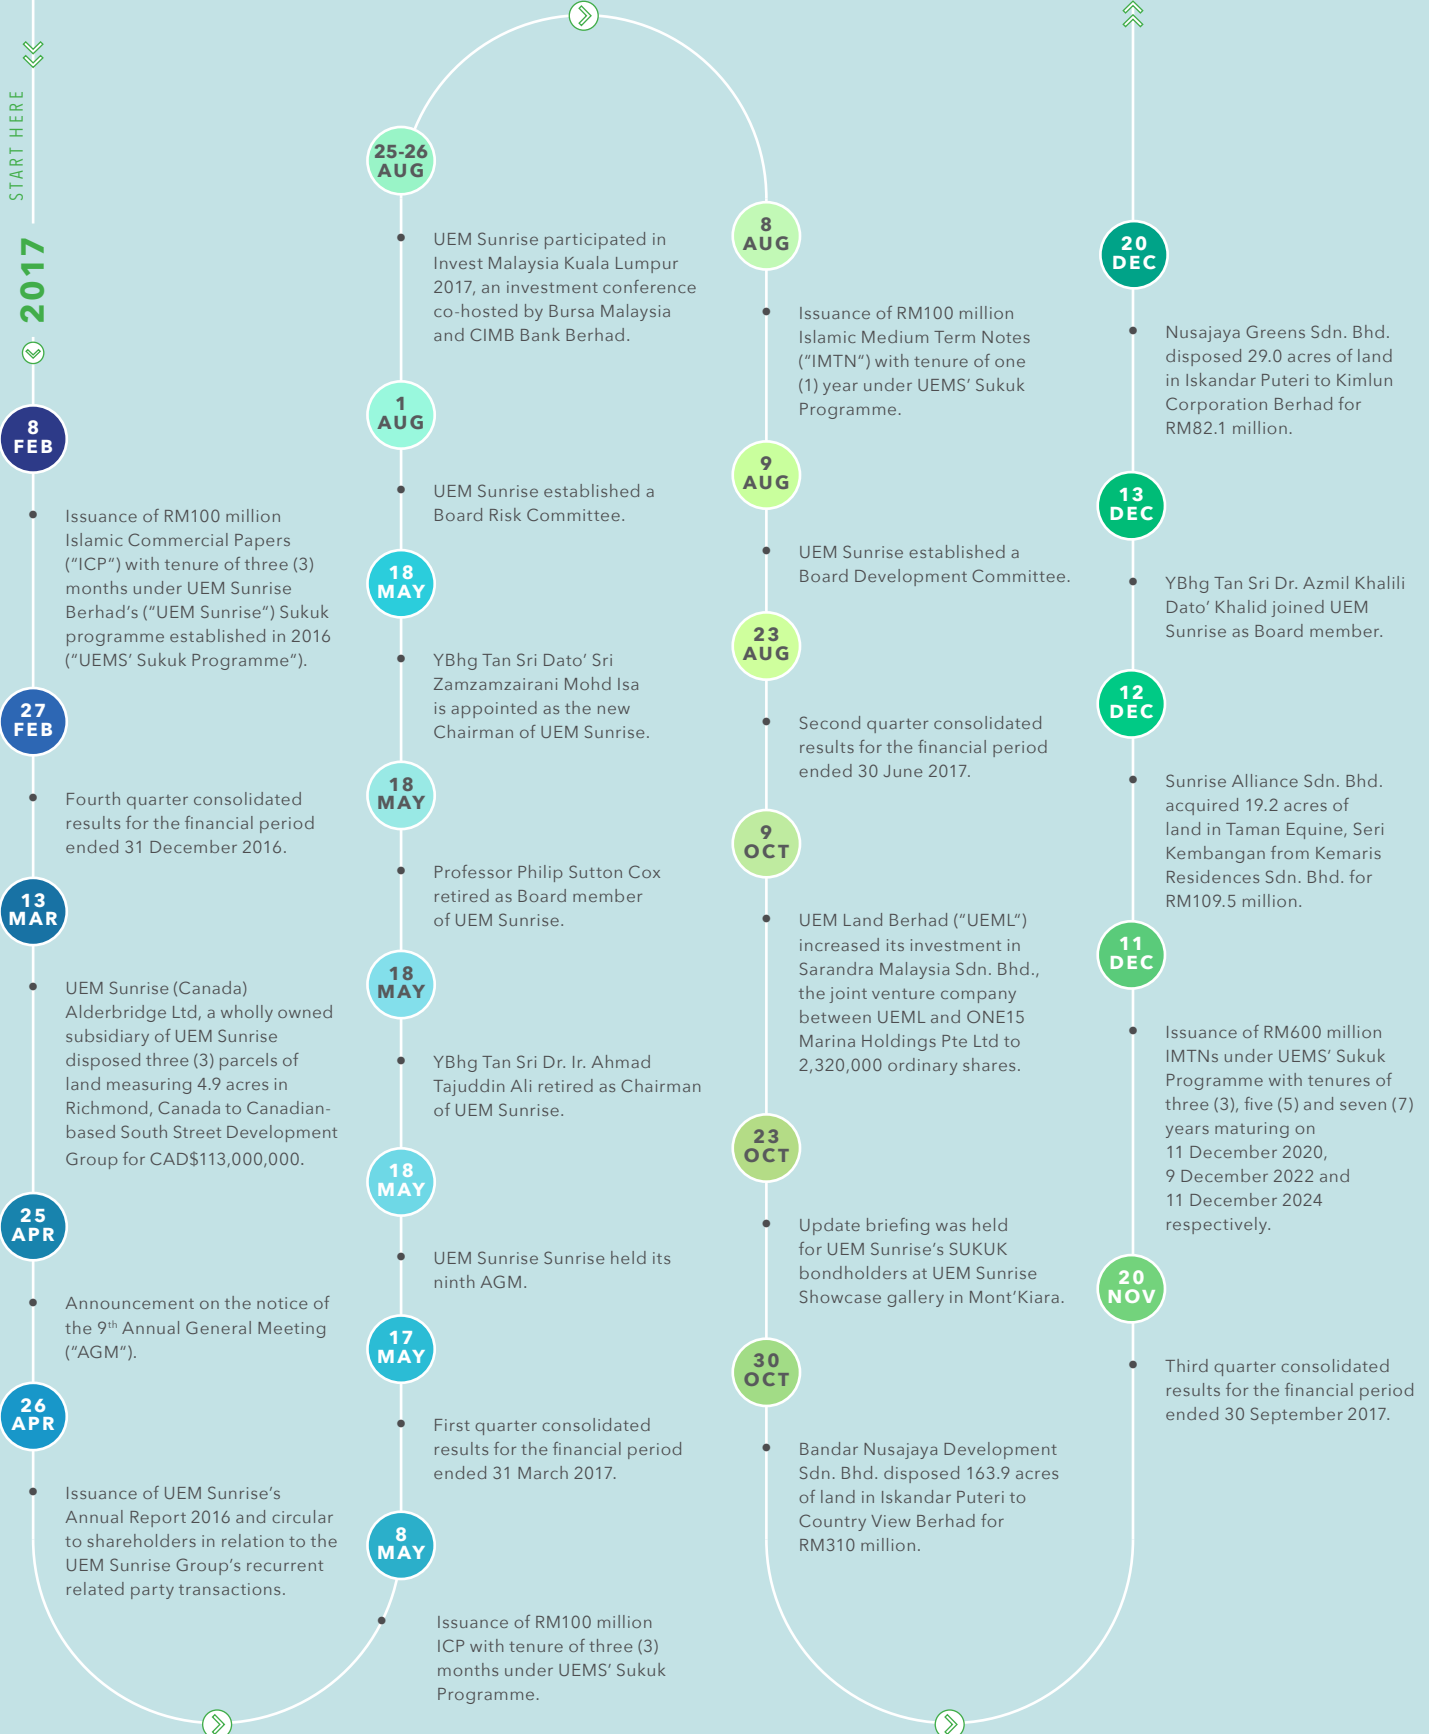 START HERE
2017
8
FEB
Issuance of RM100 million
Islamic Commercial Papers
(“ICP“) with tenure of three (3)
months under UEM Sunrise
Berhad’s (“UEM Sunrise“) Sukuk
programme established in 2016
(“UEMS’ Sukuk Programme“).
27
FEB
Fourth quarter consolidated
results for the financial period
ended 31 December 2016.
13
MAR
UEM Sunrise (Canada)
Alderbridge Ltd, a wholly owned
subsidiary of UEM Sunrise
disposed three (3) parcels of
land measuring 4.9 acres in
Richmond, Canada to Canadian-
based South Street Development
Group for CAD$113,000,000.
25
APR
Announcement on the notice of
the 9th Annual General Meeting
(“AGM“).
26
APR
Issuance of UEM Sunrise’s
Annual Report 2016 and circular
to shareholders in relation to the
UEM Sunrise Group’s recurrent
related party transactions.
8
MAY
Issuance of RM100 million
ICP with tenure of three (3)
months under UEMS’ Sukuk
Programme.
17
MAY
First quarter consolidated
results for the financial period
ended 31 March 2017.
18
MAY
UEM Sunrise Sunrise held its
ninth AGM.
18
MAY
YBhg Tan Sri Dr. Ir. Ahmad
Tajuddin Ali retired as Chairman
of UEM Sunrise.
18
MAY
Professor Philip Sutton Cox
retired as Board member
of UEM Sunrise.
18
MAY
YBhg Tan Sri Dato’ Sri
Zamzamzairani Mohd Isa
is appointed as the new
Chairman of UEM Sunrise.
1
AUG
UEM Sunrise established a
Board Risk Committee.
25-26
AUG
UEM Sunrise participated in
Invest Malaysia Kuala Lumpur
2017, an investment conference
co-hosted by Bursa Malaysia
and CIMB Bank Berhad.
8
AUG
Issuance of RM100 million
Islamic Medium Term Notes
(“IMTN“) with tenure of one
(1) year under UEMS’ Sukuk
Programme.
9
AUG
UEM Sunrise established a
Board Development Committee.
23
AUG
Second quarter consolidated
results for the financial period
ended 30 June 2017.
9
OCT
UEM Land Berhad (“UEML“)
increased its investment in
Sarandra Malaysia Sdn. Bhd.,
the joint venture company
between UEML and ONE15
Marina Holdings Pte Ltd to
2,320,000 ordinary shares.
23
OCT
Update briefing was held
for UEM Sunrise’s SUKUK
bondholders at UEM Sunrise
Showcase gallery in Mont’Kiara.
30
OCT
Bandar Nusajaya Development
Sdn. Bhd. disposed 163.9 acres
of land in Iskandar Puteri to
Country View Berhad for
RM310 million.
20
NOV
Third quarter consolidated
results for the financial period
ended 30 September 2017.
11
DEC
Issuance of RM600 million
IMTNs under UEMS’ Sukuk
Programme with tenures of
three (3), five (5) and seven (7)
years maturing on
11 December 2020,
9 December 2022 and
11 December 2024
respectively.
12
DEC
Sunrise Alliance Sdn. Bhd.
acquired 19.2 acres of
land in Taman Equine, Seri
Kembangan from Kemaris
Residences Sdn. Bhd. for
RM109.5 million.
13
DEC
YBhg Tan Sri Dr. Azmil Khalili
Dato’ Khalid joined UEM
Sunrise as Board member.
20
DEC
Nusajaya Greens Sdn. Bhd.
disposed 29.0 acres of land
in Iskandar Puteri to Kimlun
Corporation Berhad for
RM82.1 million.